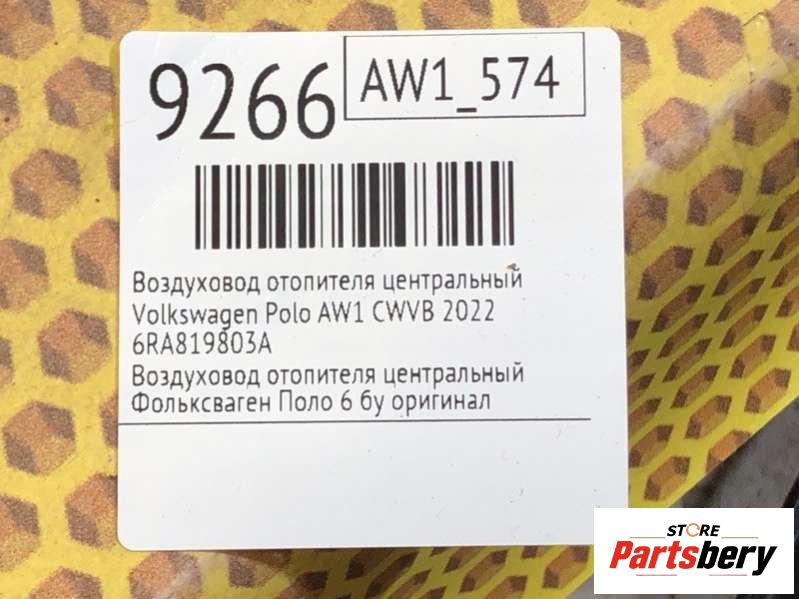 9266
AW1_574
Воздуховод отопителя центральный
Volkswagen Polo AW1 CWVB 2022
6RA819803A
Воздуховод отопителя центральный
Фольксваген Поло 6 бу оригинал
STORE
Partsbery